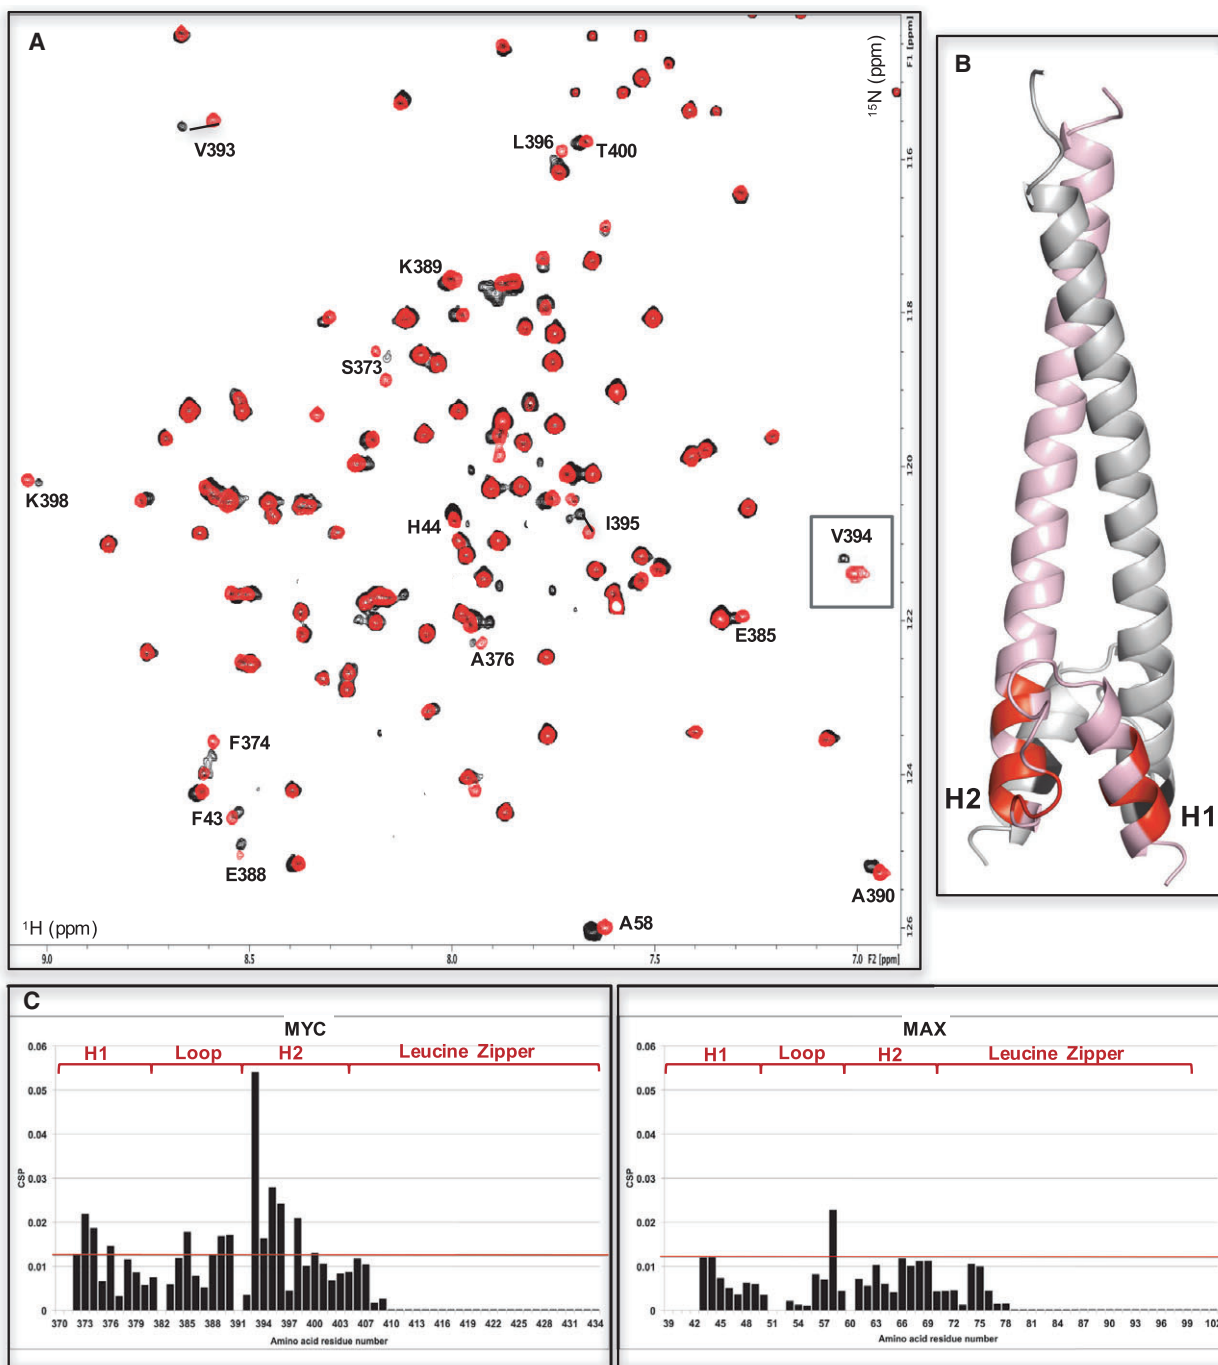 A
¹⁵N (ppm)
F1 [ppm]
V393
L396
T400
116
K389
118
S373
K398
120
H44
I395
V394
E385
122
A376
F374
124
F43
E388
A390
A58
126
¹H (ppm)
9.0 8.5 8.0 7.5 7.0 F2 [ppm]
B
H2
H1
C
MYC
H1 Loop H2 Leucine Zipper
0.06
0.05
0.04
0.03
0.02
0.01
0
CSP
370 373 376 379 382 385 388 391 394 397 400 403 407 410 413 416 419 422 425 428 431 434
Amino acid residue number
MAX
H1 Loop H2 Leucine Zipper
0.06
0.05
0.04
0.03
0.02
0.01
0
CSP
39 42 45 48 51 54 57 60 63 66 69 72 75 78 81 84 87 90 93 96 99 102
Amino acid residue number